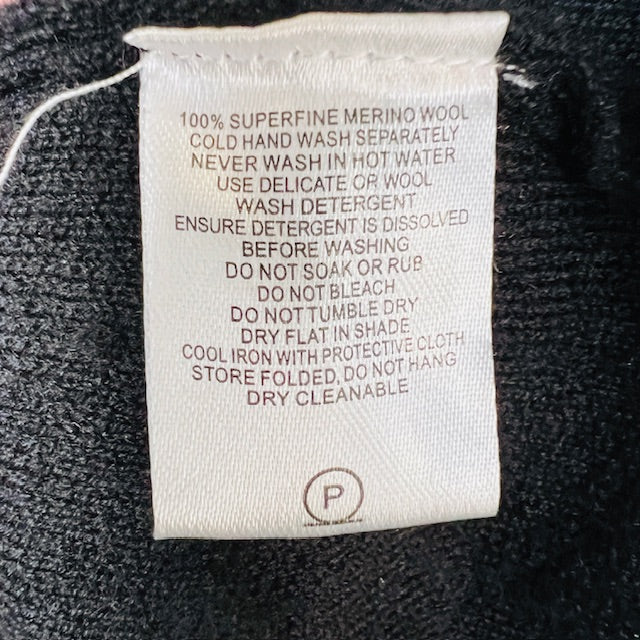 100% SUPERFINE MERINO WOOL
COLD HAND WASH SEPARATELY
NEVER WASH IN HOT WATER
USE DELICATE OR WOOL
WASH DETERGENT
ENSURE DETERGENT IS DISSOLVED
BEFORE WASHING
DO NOT SOAK OR RUB
DO NOT BLEACH
DO NOT TUMBLE DRY
DRY FLAT IN SHADE
COOL IRON WITH PROTECTIVE CLOTH
STORE FOLDED, DO NOT HANG
DRY CLEANABLE
P